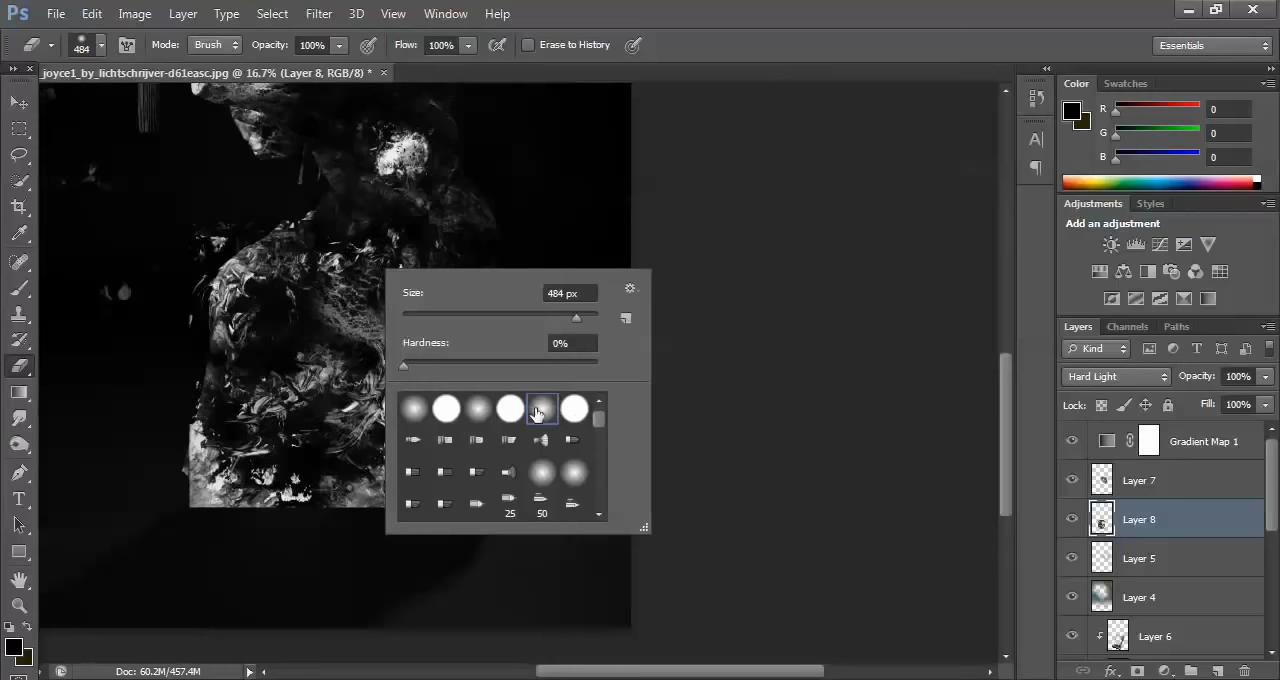 Ps File Edit Image Layer Type Select Filter 3D View Window Help
484 Mode: Brush Opacity: 100% Flow: 100% Erase to History Essentials
joyce1_by_lichtschrijver-d61easc.jpg @ 16.7% (Layer 8, RGB/8) *
Color Swatches
R 0
G 0
B 0
Adjustments Styles
Add an adjustment
Size: 484 px
Hardness: 0%
25 50
Layers Channels Paths
Kind
Hard Light Opacity: 100%
Lock: Fill: 100%
Gradient Map 1
Layer 7
Layer 8
Layer 5
Layer 4
Layer 6
Doc: 60.2M/457.4M